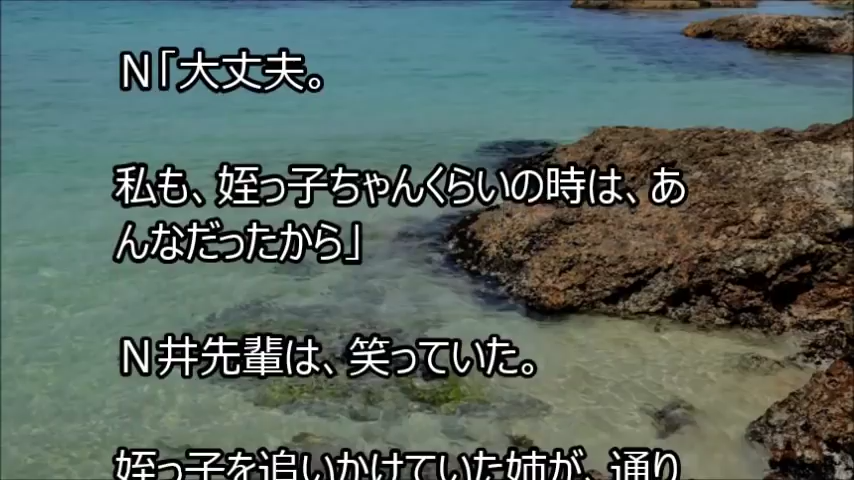 N「大丈夫。
私も、姪っ子ちゃんくらいの時は、あ
んなだったから」
N井先輩は、笑っていた。
姪っ子を追いかけていた姉が、通り